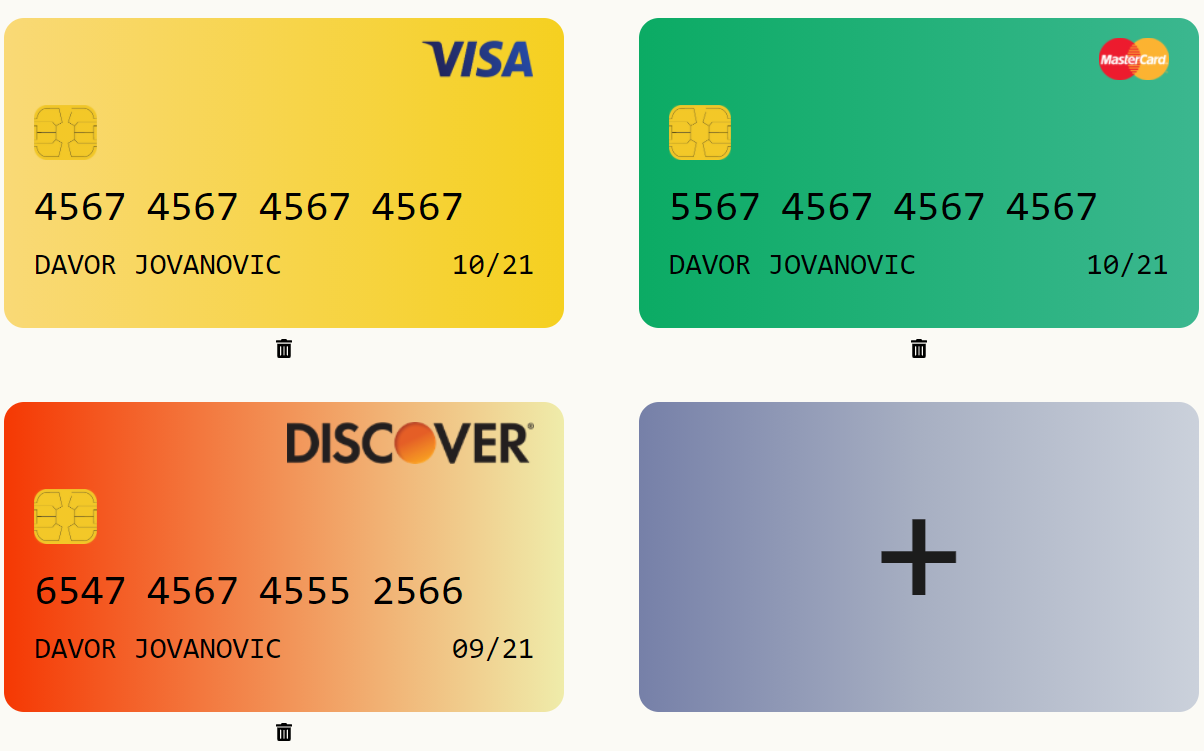 VISA
4567 4567 4567 4567
DAVOR JOVANOVIC 10/21
MasterCard
5567 4567 4567 4567
DAVOR JOVANOVIC 10/21
DISCOVER®
6547 4567 4555 2566
DAVOR JOVANOVIC 09/21
+